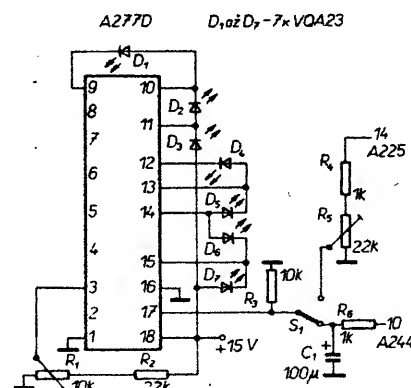 A277D D₁ až D₇ - 7x VQA23
D₁
9 10
8 D₂
7 11
D₃
6 12 D₄
13
5 14 D₅
4 D₆
15
3 16 D₇
2 17
1 18
R₁ 10k
R₂ 22k
+15 V
R₃ 10k
S₁
14
A225
R₄ 1k
R₅ 22k
R₆ 1k
10
A244
C₁ + 100µ